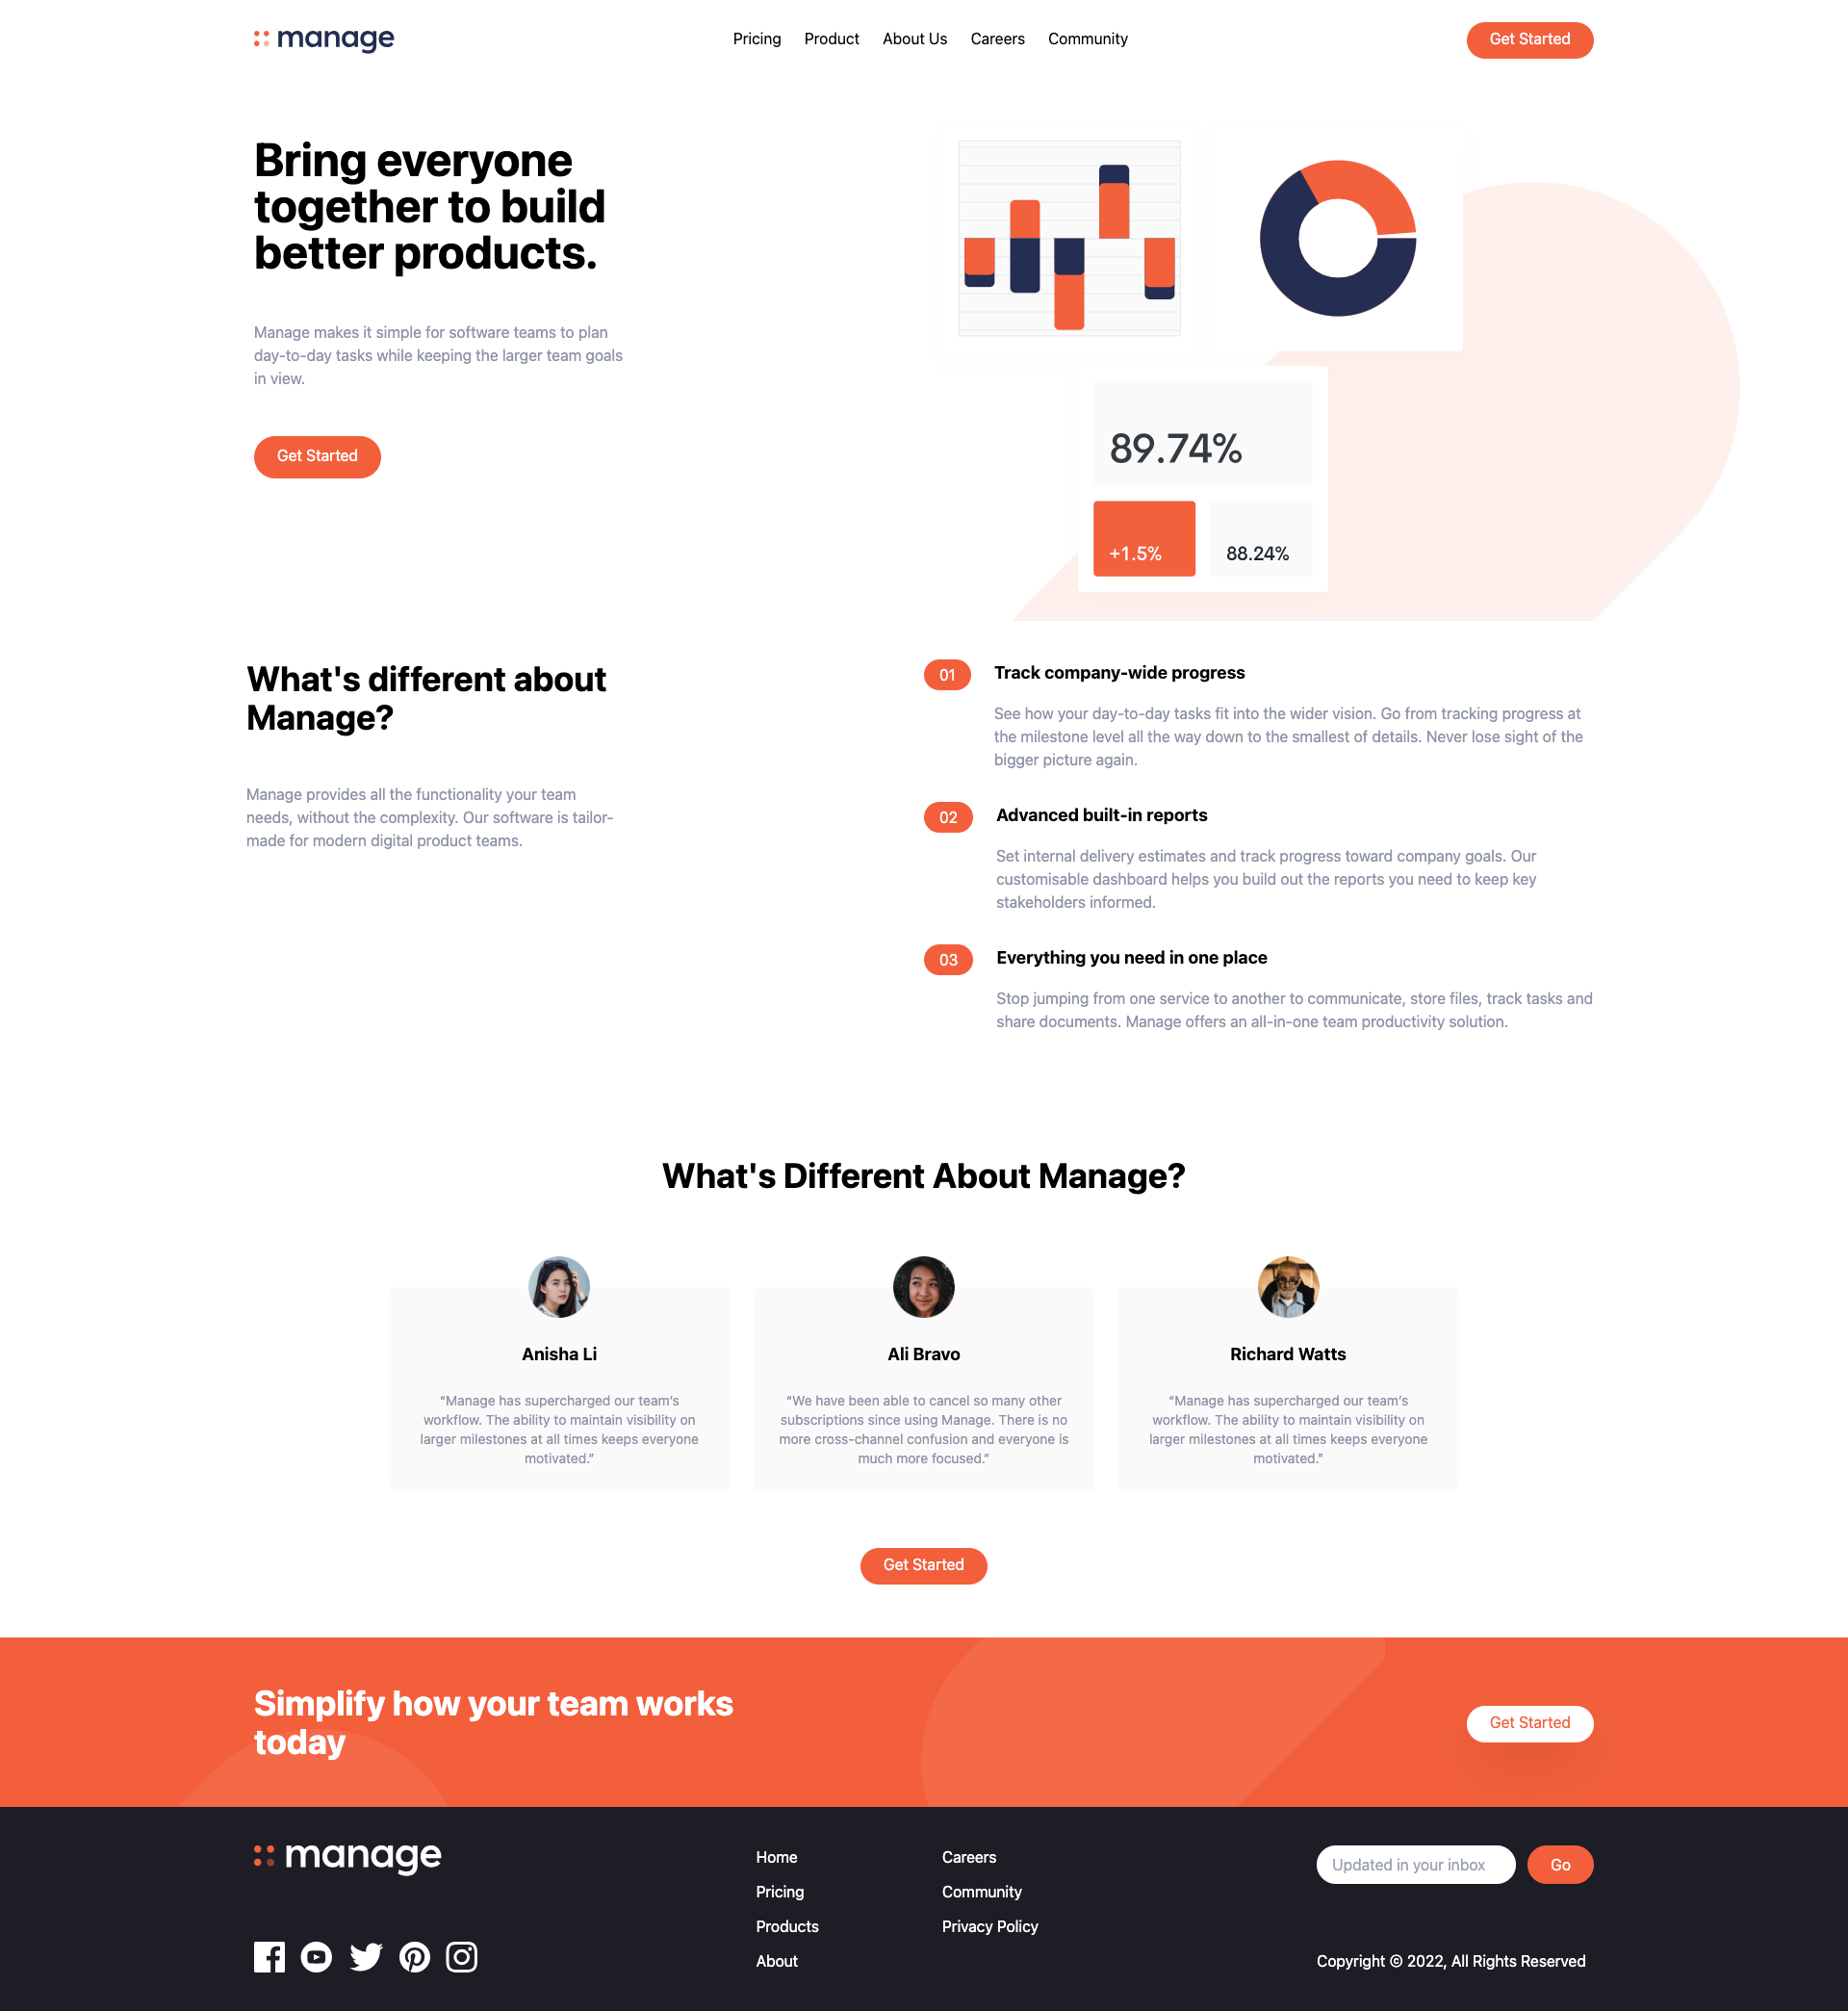 manage
Pricing
Product
About Us
Careers
Community
Get Started
Bring everyone
together to build
better products.
Manage makes it simple for software teams to plan
day-to-day tasks while keeping the larger team goals
in view.
Get Started
89.74%
+1.5%
88.24%
What's different about
Manage?
Manage provides all the functionality your team
needs, without the complexity. Our software is tailor-
made for modern digital product teams.
01
Track company-wide progress
See how your day-to-day tasks fit into the wider vision. Go from tracking progress at
the milestone level all the way down to the smallest of details. Never lose sight of the
bigger picture again.
02
Advanced built-in reports
Set internal delivery estimates and track progress toward company goals. Our
customisable dashboard helps you build out the reports you need to keep key
stakeholders informed.
03
Everything you need in one place
Stop jumping from one service to another to communicate, store files, track tasks and
share documents. Manage offers an all-in-one team productivity solution.
What's Different About Manage?
Anisha Li
“Manage has supercharged our team’s
workflow. The ability to maintain visibility on
larger milestones at all times keeps everyone
motivated.”
Ali Bravo
“We have been able to cancel so many other
subscriptions since using Manage. There is no
more cross-channel confusion and everyone is
much more focused.”
Richard Watts
“Manage has supercharged our team’s
workflow. The ability to maintain visibility on
larger milestones at all times keeps everyone
motivated.”
Get Started
Simplify how your team works
today
Get Started
manage
Home
Pricing
Products
About
Careers
Community
Privacy Policy
Updated in your inbox
Go
Copyright © 2022, All Rights Reserved